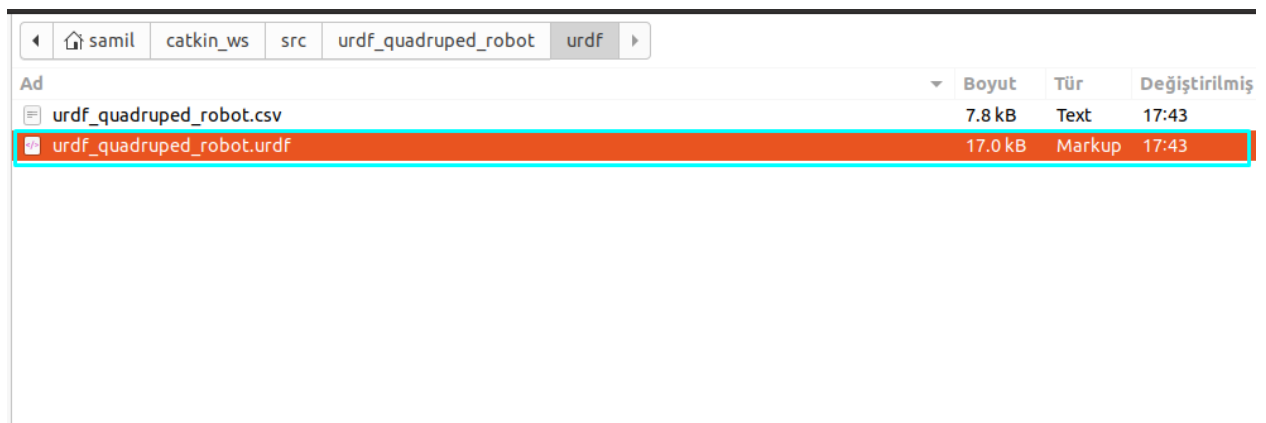 samil catkin_ws src urdf_quadruped_robot urdf
Ad Boyut Tür Değiştirilmiş
urdf_quadruped_robot.csv 7.8 kB Text 17:43
urdf_quadruped_robot.urdf 17.0 kB Markup 17:43